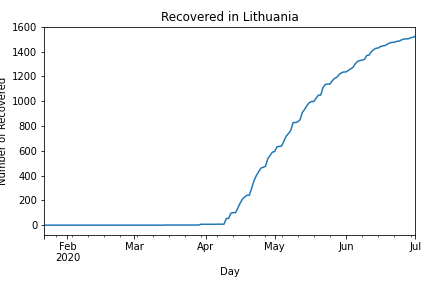 Recovered in Lithuania
1600
1400
1200
1000
800
600
400
200
0
Number of Recovered
Feb
2020
Mar
Apr
May
Jun
Jul
Day